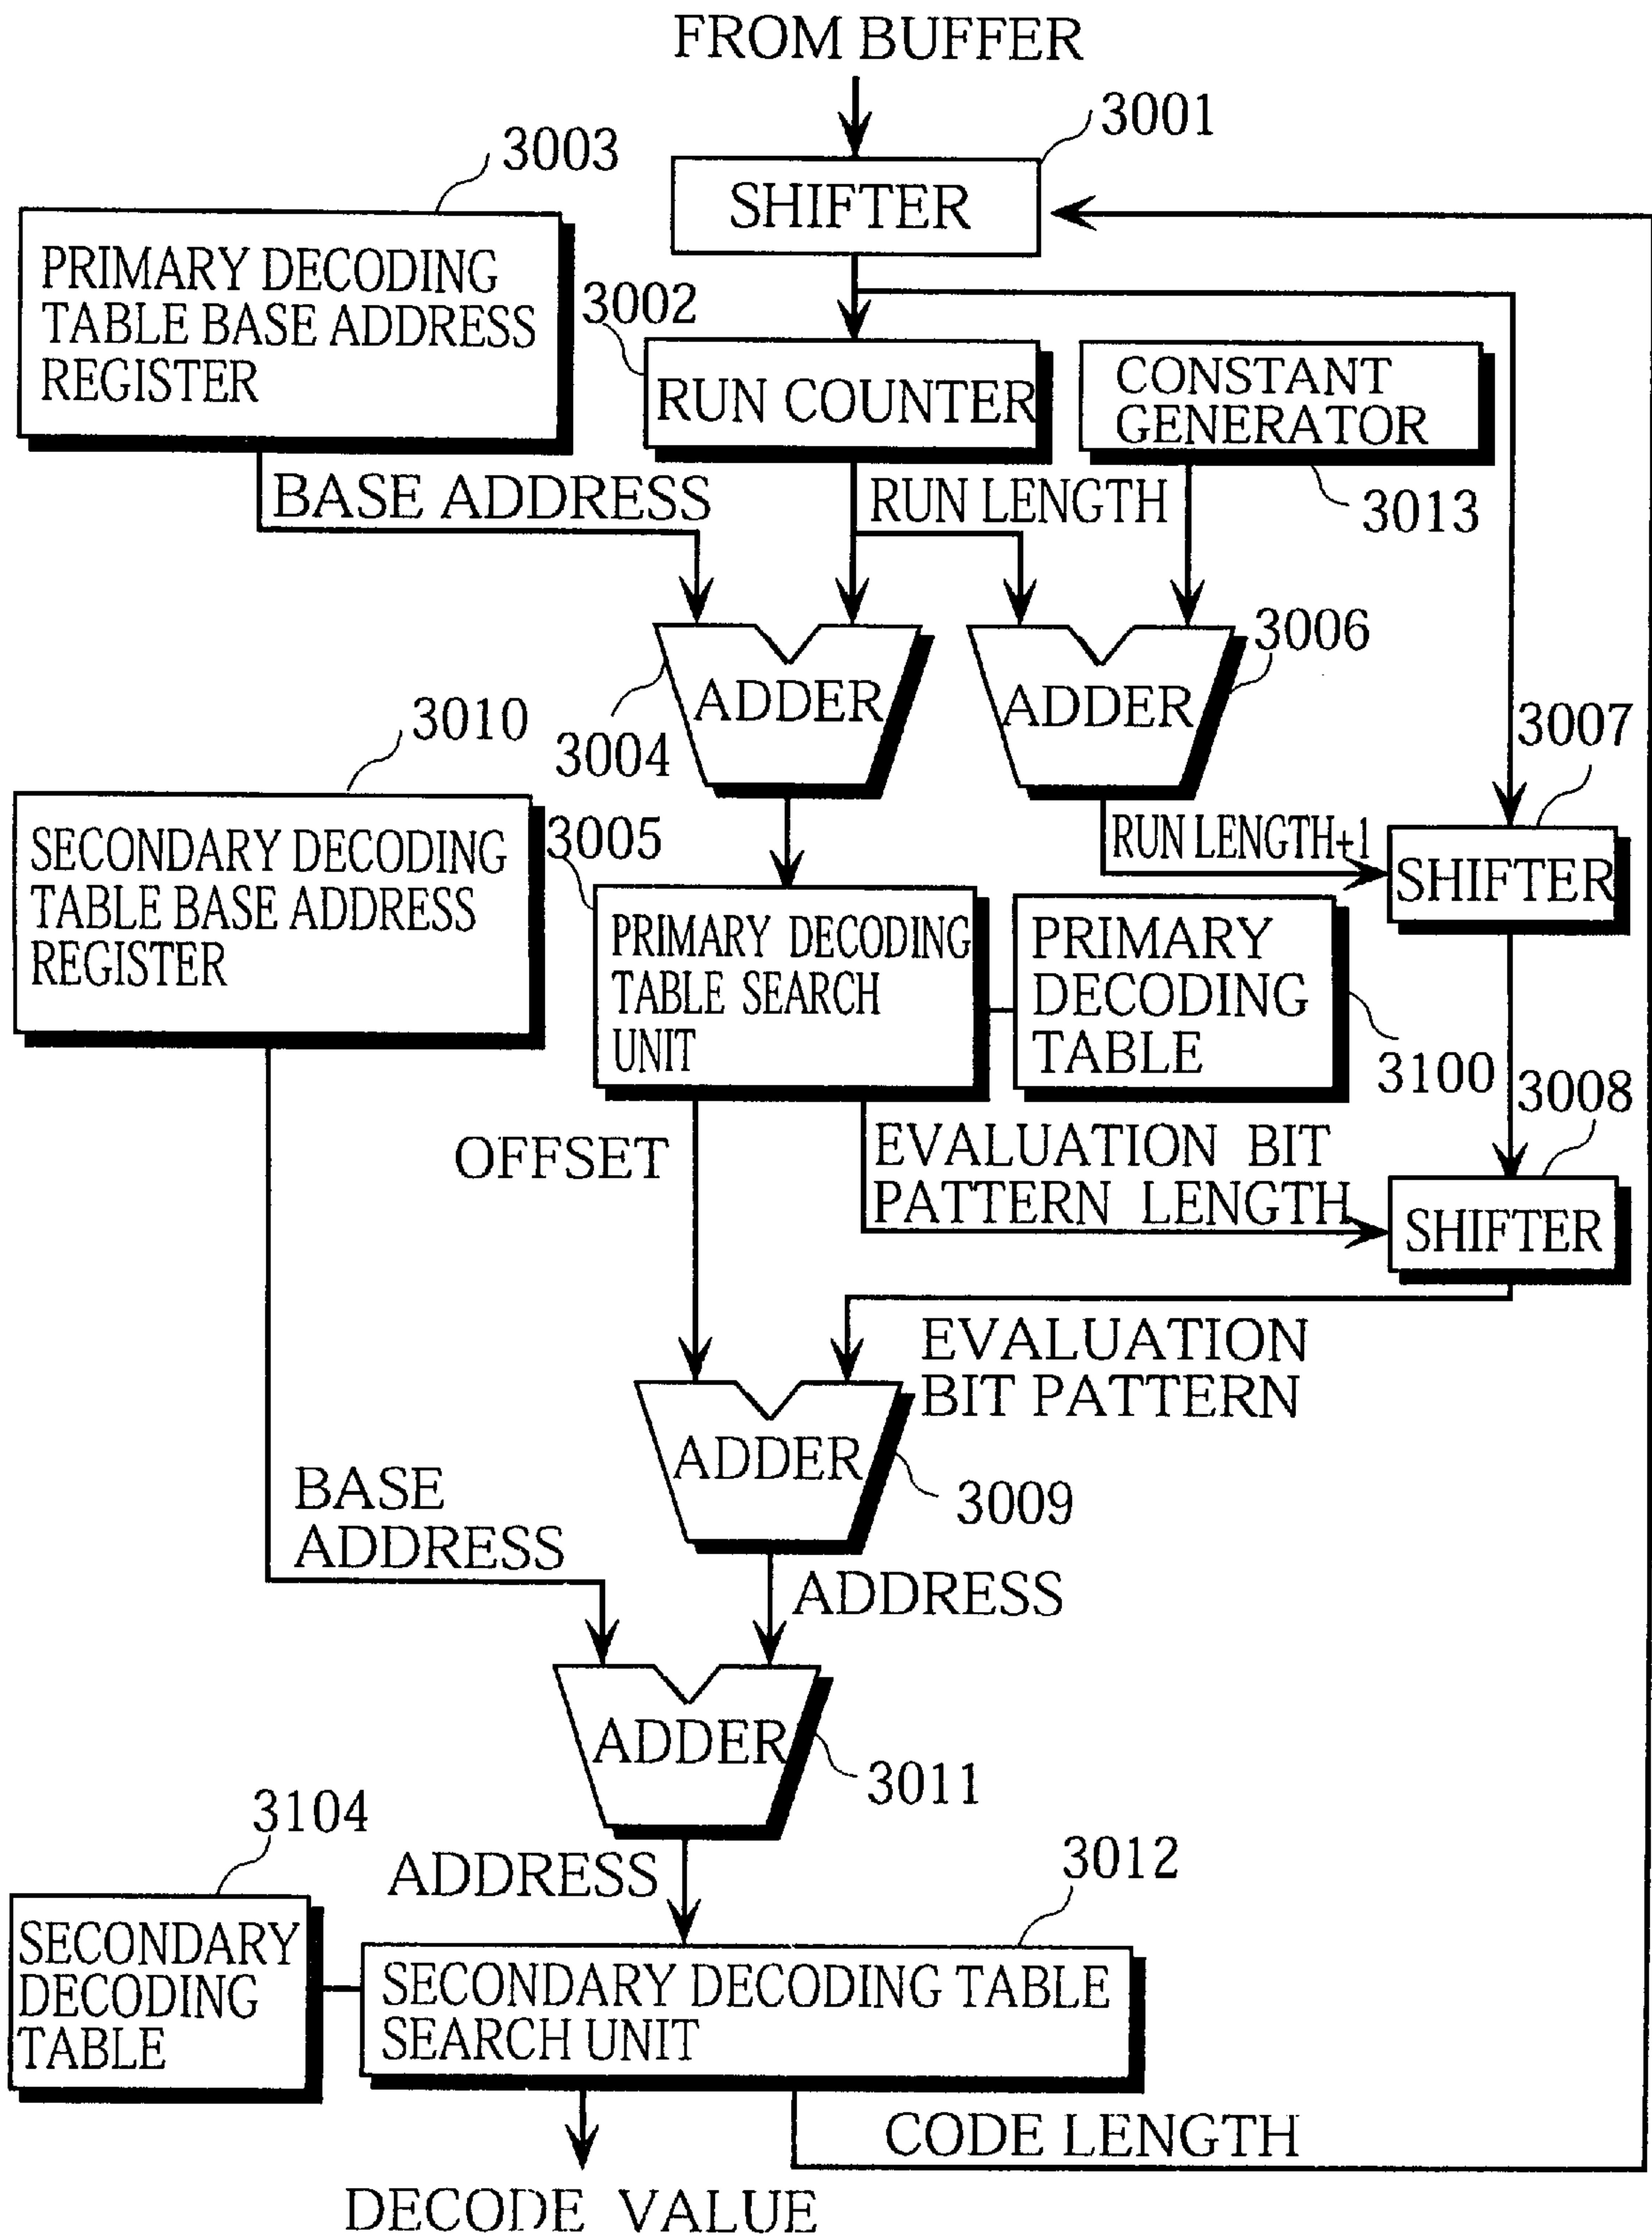 FROM BUFFER
3001
3003
SHIFTER
PRIMARY DECODING
TABLE BASE ADDRESS
REGISTER
3002
RUN COUNTER
CONSTANT
GENERATOR
BASE ADDRESS
RUN LENGTH
3013
3006
ADDER
ADDER
3004
3010
3007
SECONDARY DECODING
TABLE BASE ADDRESS
REGISTER
3005
RUN LENGTH+1
SHIFTER
PRIMARY DECODING
TABLE SEARCH
UNIT
PRIMARY
DECODING
TABLE
3100
3008
OFFSET
EVALUATION BIT
PATTERN LENGTH
SHIFTER
EVALUATION
BIT PATTERN
ADDER
3009
BASE
ADDRESS
ADDRESS
ADDER
3011
3104
ADDRESS
3012
SECONDARY
DECODING
TABLE
SECONDARY DECODING TABLE
SEARCH UNIT
CODE LENGTH
DECODE VALUE